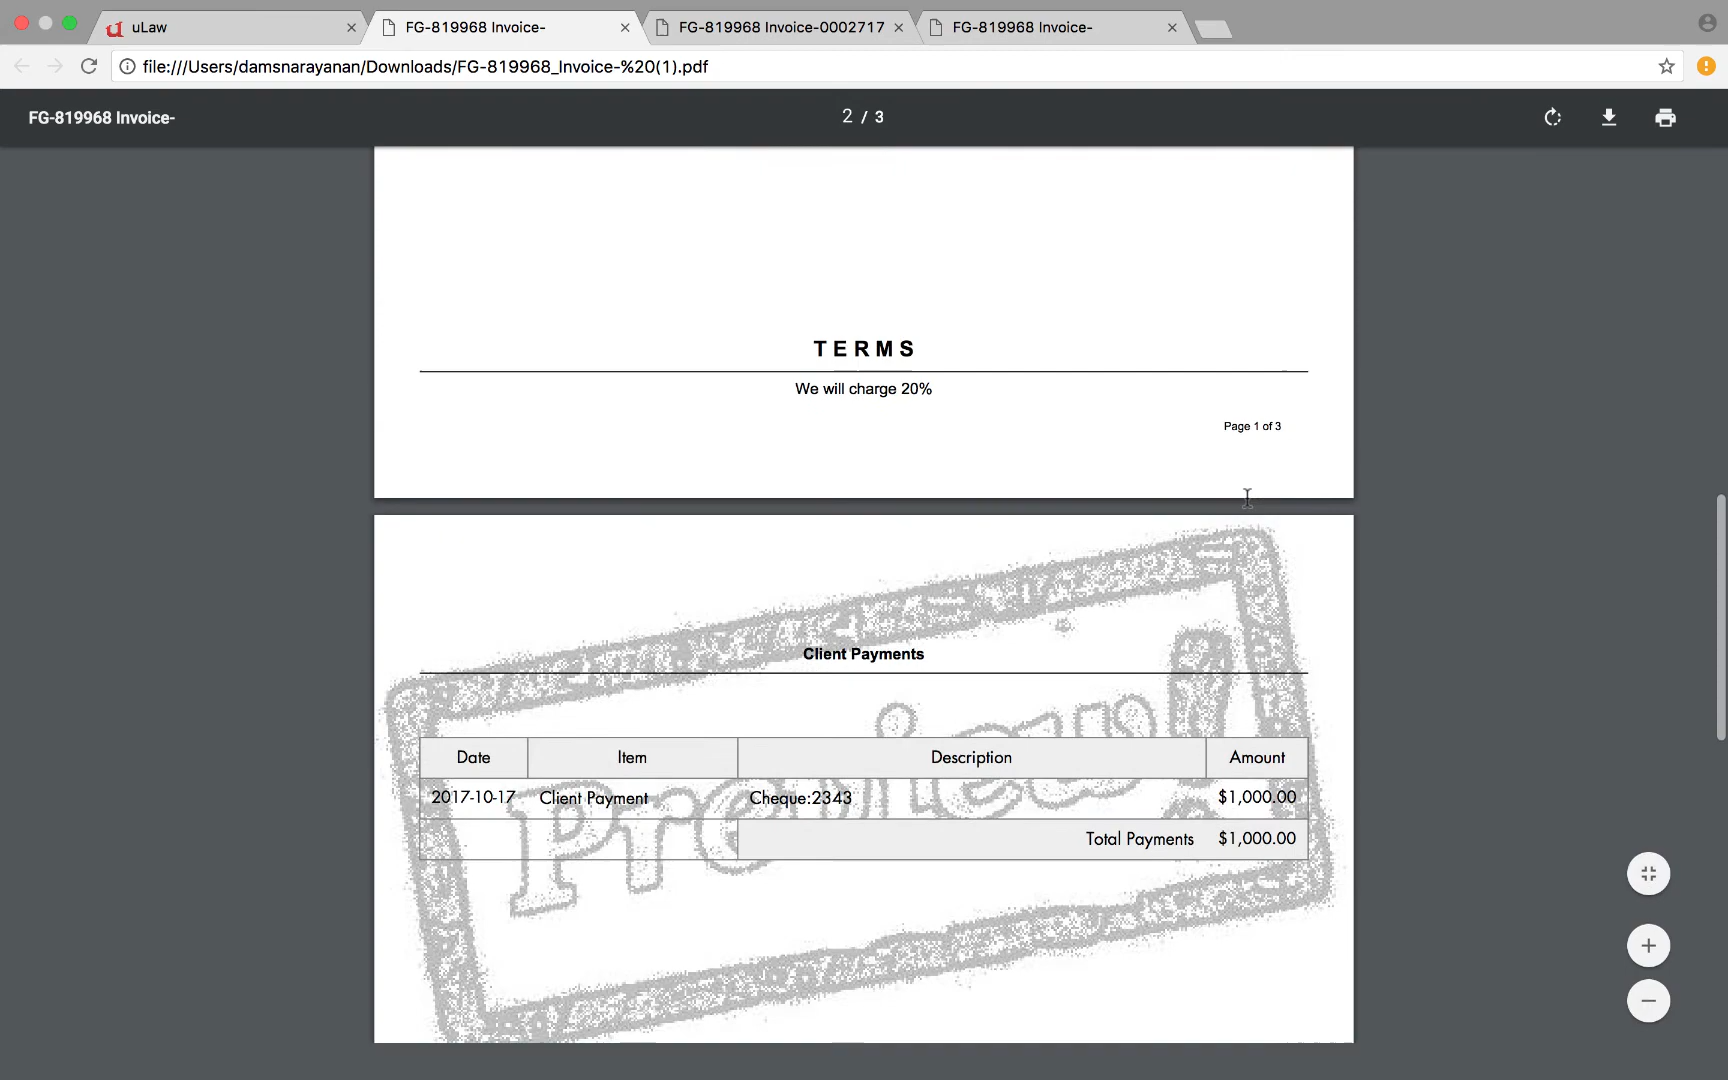 uLaw
FG-819968 Invoice-
FG-819968 Invoice-0002717
FG-819968 Invoice-
file:///Users/damsnarayanan/Downloads/FG-819968_Invoice-%20(1).pdf
FG-819968 Invoice-
2 / 3
TERMS
We will charge 20%
Page 1 of 3
Client Payments
Date Item Description Amount
2017-10-17 Client Payment Cheque:2343 $1,000.00
Total Payments $1,000.00
Preview